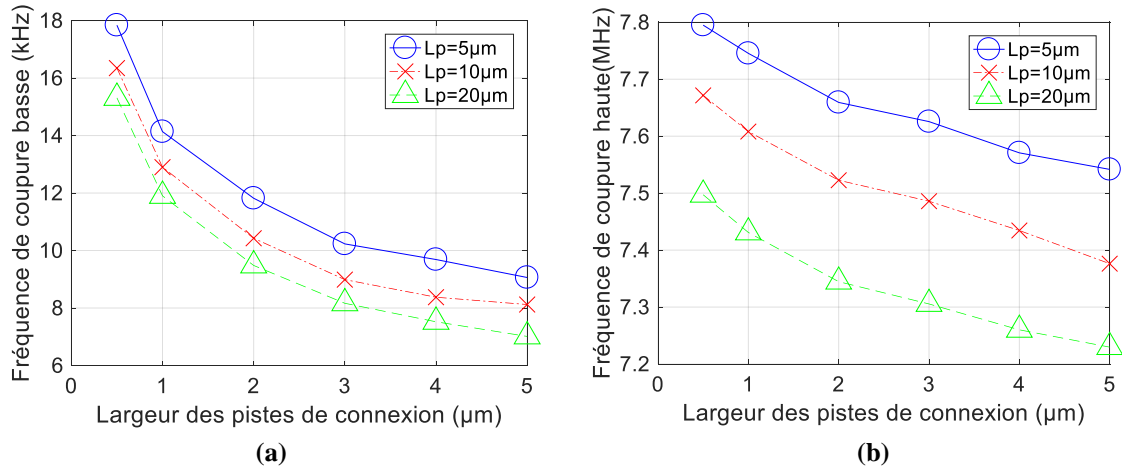 Fréquence de coupure basse (kHz)
18
16
14
12
10
8
6
0
1
2
3
4
5
Largeur des pistes de connexion (μm)
Lp=5μm
Lp=10μm
Lp=20μm
(a)
Fréquence de coupure haute(MHz)
7.8
7.7
7.6
7.5
7.4
7.3
7.2
0
1
2
3
4
5
Largeur des pistes de connexion (μm)
Lp=5μm
Lp=10μm
Lp=20μm
(b)